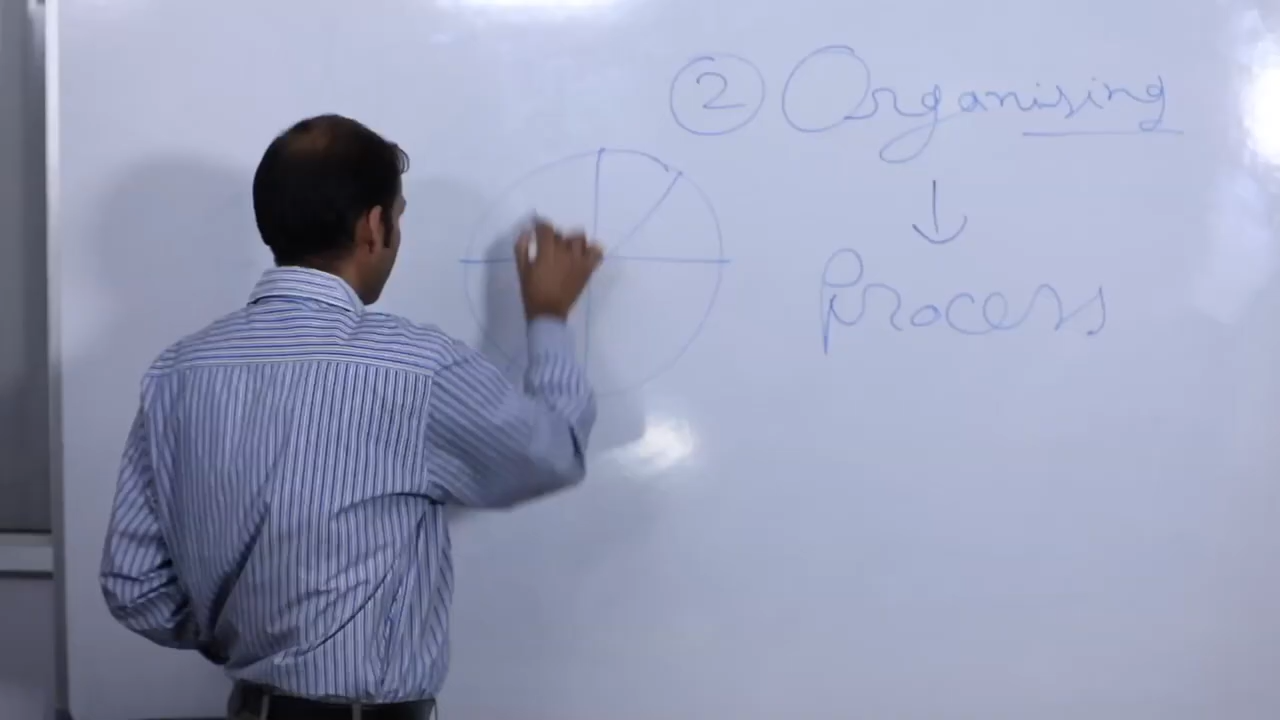 ② Organising
↓
Process